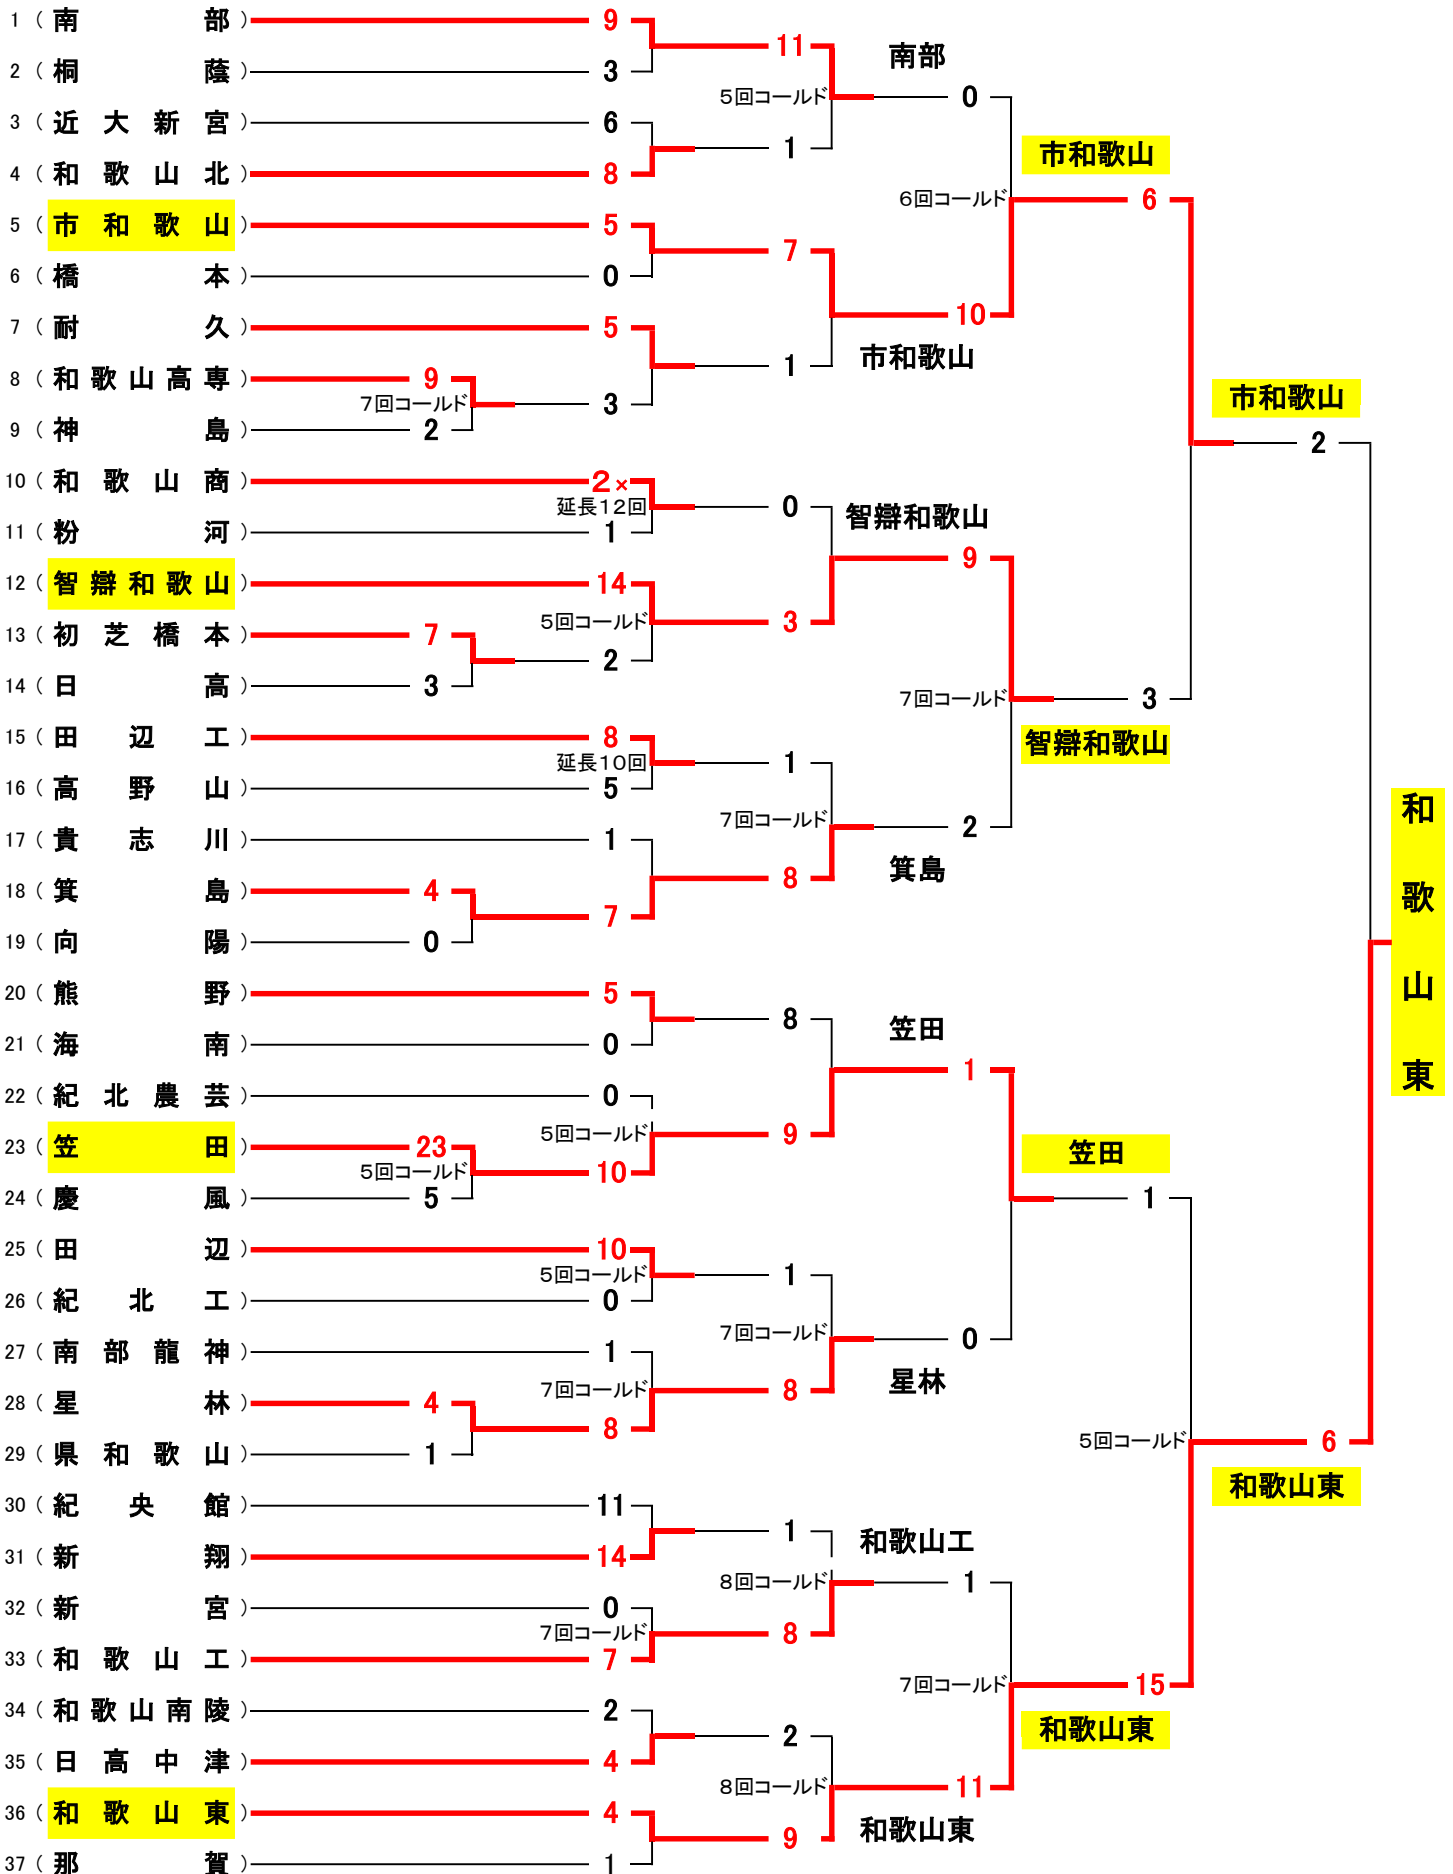 1 ( 南部 ) 9
11
南部
2 ( 桐蔭 ) 3
5回コールド
0
3 ( 近大新宮 ) 6
1
市和歌山
4 ( 和歌山北 ) 8
6回コールド
6
5 ( 市和歌山 ) 5
7
6 ( 橋本 ) 0
10
7 ( 耐久 ) 5
市和歌山
1
8 ( 和歌山高専 ) 9
7回コールド
3
市和歌山
9 ( 神島 ) 2
2
10 ( 和歌山商 ) 2×
延長12回
0
智辯和歌山
11 ( 粉河 ) 1
9
12 ( 智辯和歌山 ) 14
5回コールド
3
13 ( 初芝橋本 ) 7
2
14 ( 日高 ) 3
7回コールド
3
15 ( 田辺工 ) 8
智辯和歌山
延長10回
1
16 ( 高野山 ) 5
7回コールド
2
17 ( 貴志川 ) 1
箕島
8
18 ( 箕島 ) 4
7
19 ( 向陽 ) 0
和歌山東
20 ( 熊野 ) 5
8
笠田
21 ( 海南 ) 0
1
22 ( 紀北農芸 ) 0
5回コールド
9
23 ( 笠田 ) 23
笠田
5回コールド
10
24 ( 慶風 ) 5
1
25 ( 田辺 ) 10
5回コールド
1
26 ( 紀北工 ) 0
7回コールド
0
27 ( 南部龍神 ) 1
星林
7回コールド
8
28 ( 星林 ) 4
8
5回コールド
6
29 ( 県和歌山 ) 1
和歌山東
30 ( 紀央館 ) 11
1
和歌山工
31 ( 新翔 ) 14
8回コールド
1
32 ( 新宮 ) 0
7回コールド
8
33 ( 和歌山工 ) 7
7回コールド
15
34 ( 和歌山南陵 ) 2
和歌山東
2
35 ( 日高中津 ) 4
8回コールド
11
36 ( 和歌山東 ) 4
和歌山東
9
37 ( 那賀 ) 1